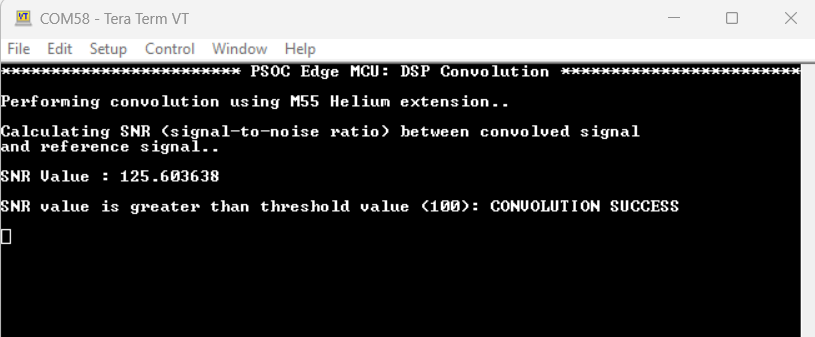 COM58 - Tera Term VT
File Edit Setup Control Window Help
************************ PSOC Edge MCU: DSP Convolution ************************
Performing convolution using M55 Helium extension..
Calculating SNR (signal-to-noise ratio) between convolved signal
and reference signal..
SNR Value : 125.603638
SNR value is greater than threshold value (100): CONVOLUTION SUCCESS